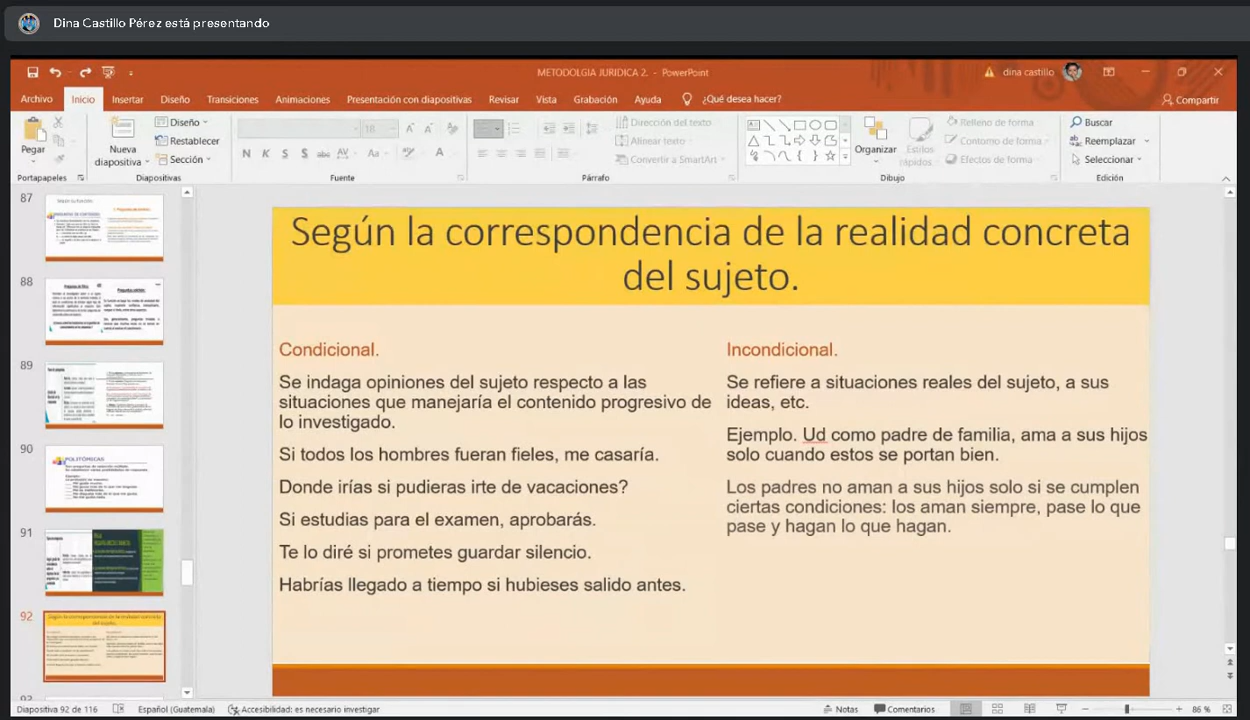 Dina Castillo Pérez está presentando
METODOLGIA JURIDICA 2. - PowerPoint
dina castillo
Archivo Inicio Insertar Diseño Transiciones Animaciones Presentación con diapositivas Revisar Vista Grabación Ayuda ¿Qué desea hacer? Compartir
Pegar
Nueva diapositiva
Diseño
Restablecer
Sección
18
N K S S abc AV Aa A
Dirección del texto
Alinear texto
Convertir a SmartArt
Organizar
Estilos rápidos
Relleno de forma
Contorno de forma
Efectos de forma
Buscar
Reemplazar
Seleccionar
Portapapeles Diapositivas Fuente Párrafo Dibujo Edición
87
88
89
90
POLITÓMICAS
91
92
Según la correspondencia de la realidad concreta
del sujeto.
Condicional.
Se indaga opiniones del sujeto respecto a las
situaciones que manejaría el contenido progresivo de
lo investigado.
Si todos los hombres fueran fieles, me casaría.
Donde irías si pudieras irte de vacaciones?
Si estudias para el examen, aprobarás.
Te lo diré si prometes guardar silencio.
Habrías llegado a tiempo si hubieses salido antes.
Incondicional.
Se refiere a situaciones reales del sujeto, a sus
ideas, etc.
Ejemplo. Ud como padre de familia, ama a sus hijos
solo cuando estos se portan bien.
Los padres no aman a sus hijos solo si se cumplen
ciertas condiciones: los aman siempre, pase lo que
pase y hagan lo que hagan.
Diapositiva 92 de 116 Español (Guatemala) Accesibilidad: es necesario investigar Notas Comentarios 86 %